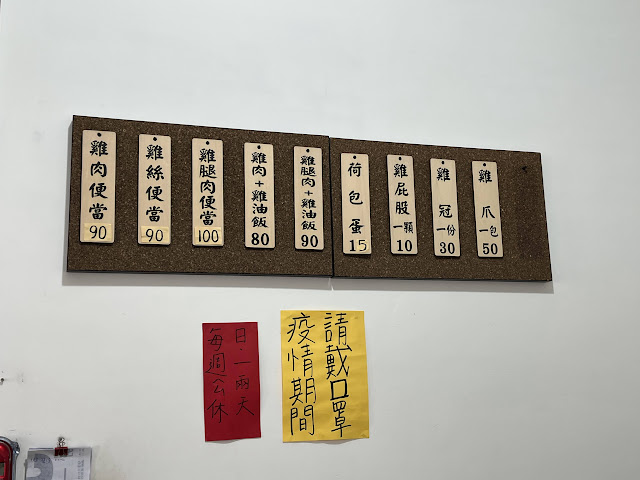 雞肉便當
90
雞絲便當
90
雞腿肉便當
100
雞肉+雞油飯
80
雞腿肉+雞油飯
90
荷包蛋
15
雞屁股
一顆
10
雞冠
一份
30
雞爪
一包
50
每週公休
日.一兩天
疫情期間
請戴口罩